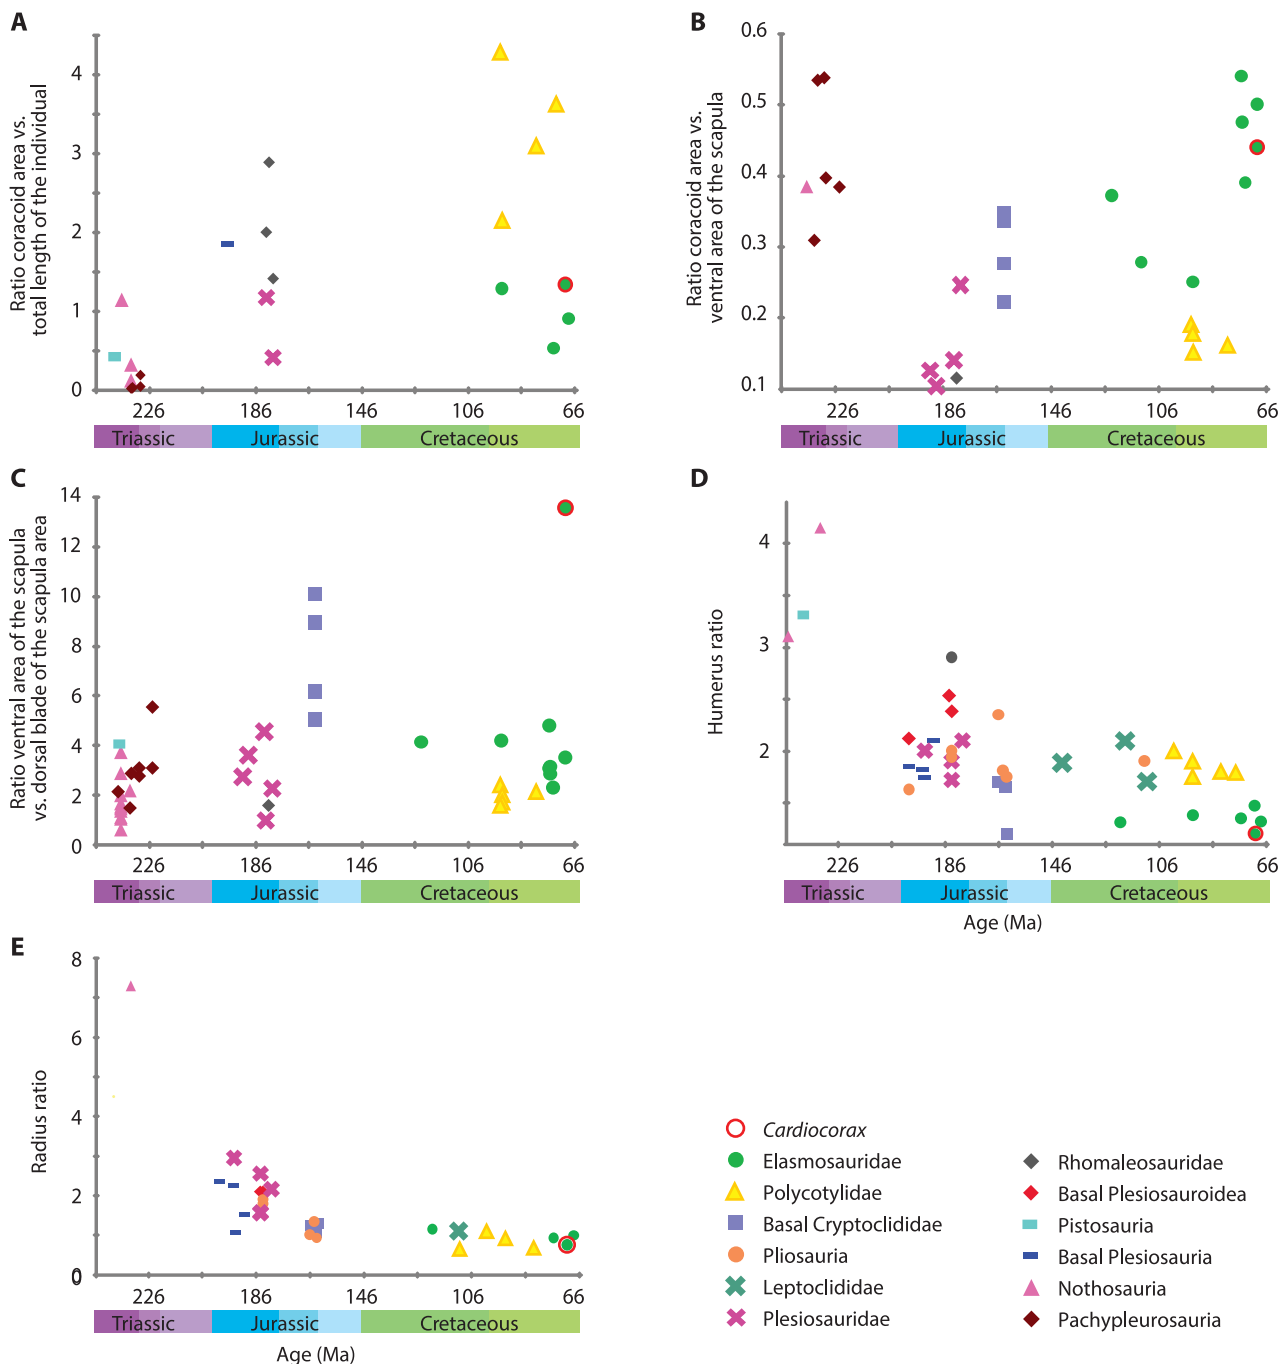 A
Ratio coracoid area vs.
total length of the individual
4
3
2
1
0
226 186 146 106 66
Triassic Jurassic Cretaceous
B
Ratio coracoid area vs.
ventral area of the scapula
0.6
0.5
0.4
0.3
0.2
0.1
226 186 146 106 66
Triassic Jurassic Cretaceous
C
Ratio ventral area of the scapula
vs. dorsal blade of the scapula area
14
12
10
8
6
4
2
0
226 186 146 106 66
Triassic Jurassic Cretaceous
D
Humerus ratio
4
3
2
226 186 146 106 66
Triassic Jurassic Cretaceous
Age (Ma)
E
Radius ratio
8
6
4
2
0
226 186 146 106 66
Triassic Jurassic Cretaceous
Age (Ma)
Cardiocorax
Elasmosauridae
Polycotylidae
Basal Cryptoclididae
Pliosauria
Leptoclididae
Plesiosauridae
Rhomaleosauridae
Basal Plesiosauroidea
Pistosauria
Basal Plesiosauria
Nothosauria
Pachypleurosauria